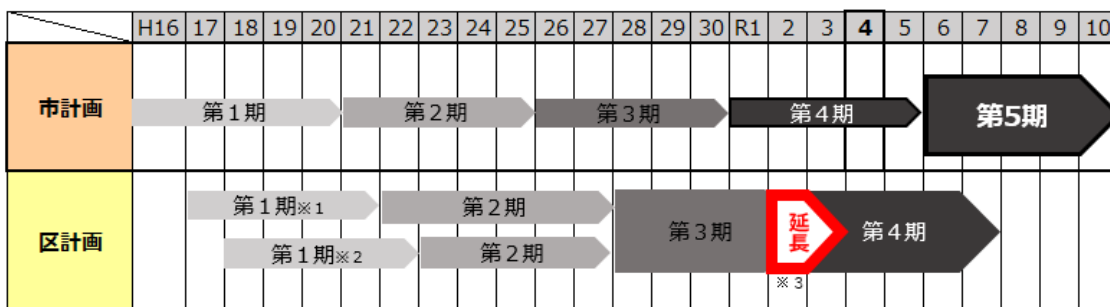 H16 17 18 19 20 21 22 23 24 25 26 27 28 29 30 R1 2 3 4 5 6 7 8 9 10
市計画 第1期 第2期 第3期 第4期 第5期
第1期※1 第2期
区計画 第3期 延長 第4期
第1期※2 第2期
※3